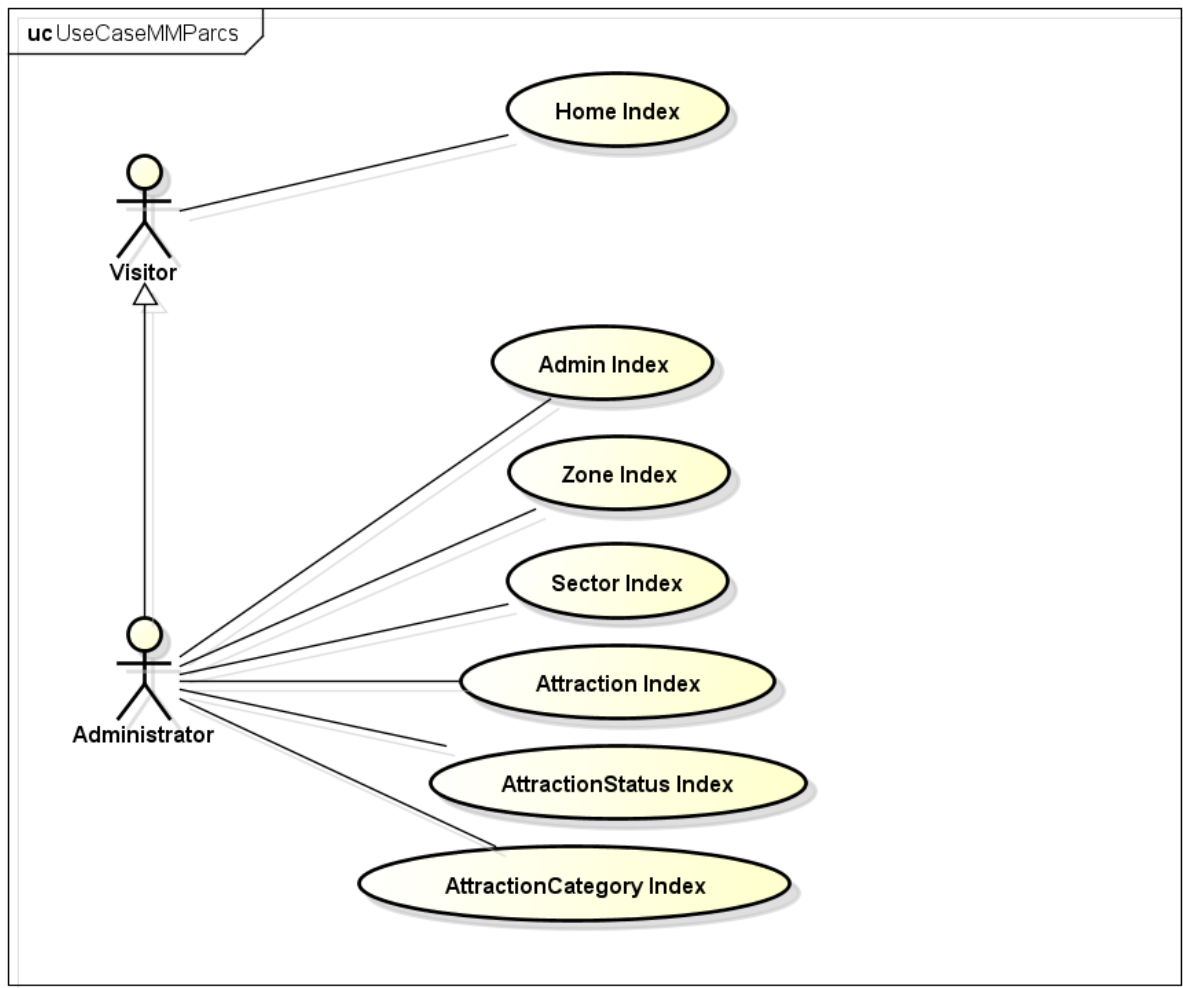 uc UseCaseMMParcs
Home Index
Visitor
Admin Index
Zone Index
Sector Index
Attraction Index
Administrator
AttractionStatus Index
AttractionCategory Index